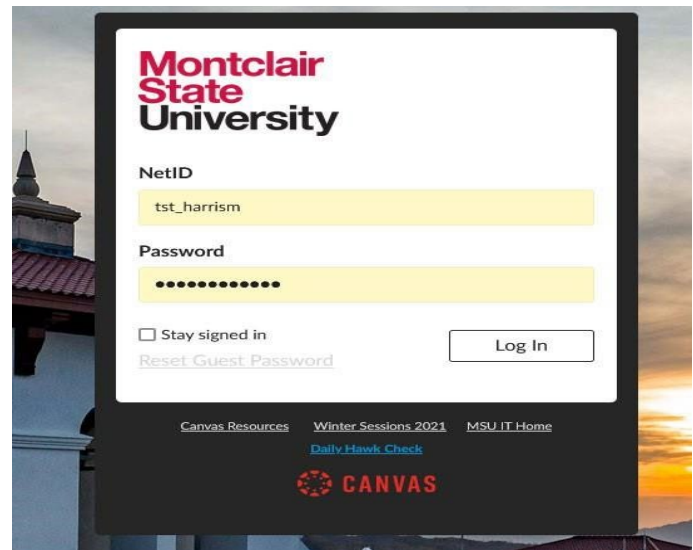 Montclair
State
University
NetID
tst_harrism
Password
••••••••••••
Stay signed in
Log In
Reset Guest Password
Canvas Resources Winter Sessions 2021 MSU IT Home
Daily Hawk Check
CANVAS